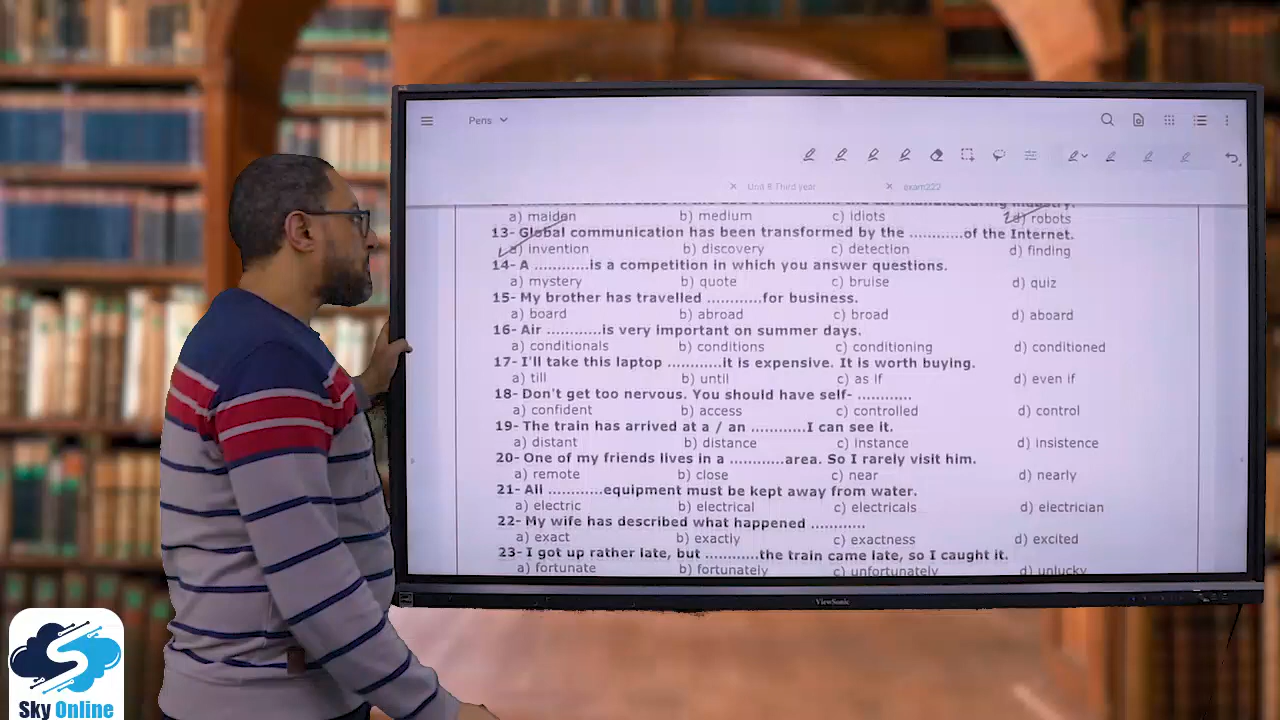 Pens
Unit 6 Third year
exam222
a) maiden b) medium c) idiots d) robots
13- Global communication has been transformed by the ............of the Internet.
a) invention b) discovery c) detection d) finding
14- A ............is a competition in which you answer questions.
a) mystery b) quote c) bruise d) quiz
15- My brother has travelled ............for business.
a) board b) abroad c) broad d) aboard
16- Air ............is very important on summer days.
a) conditionals b) conditions c) conditioning d) conditioned
17- I'll take this laptop ............it is expensive. It is worth buying.
a) till b) until c) as if d) even if
18- Don't get too nervous. You should have self- ............
a) confident b) access c) controlled d) control
19- The train has arrived at a / an ............I can see it.
a) distant b) distance c) instance d) insistence
20- One of my friends lives in a ............area. So I rarely visit him.
a) remote b) close c) near d) nearly
21- All ............equipment must be kept away from water.
a) electric b) electrical c) electricals d) electrician
22- My wife has described what happened ............
a) exact b) exactly c) exactness d) excited
23- I got up rather late, but ............the train came late, so I caught it.
a) fortunate b) fortunately c) unfortunately d) unlucky
ViewSonic
Sky Online